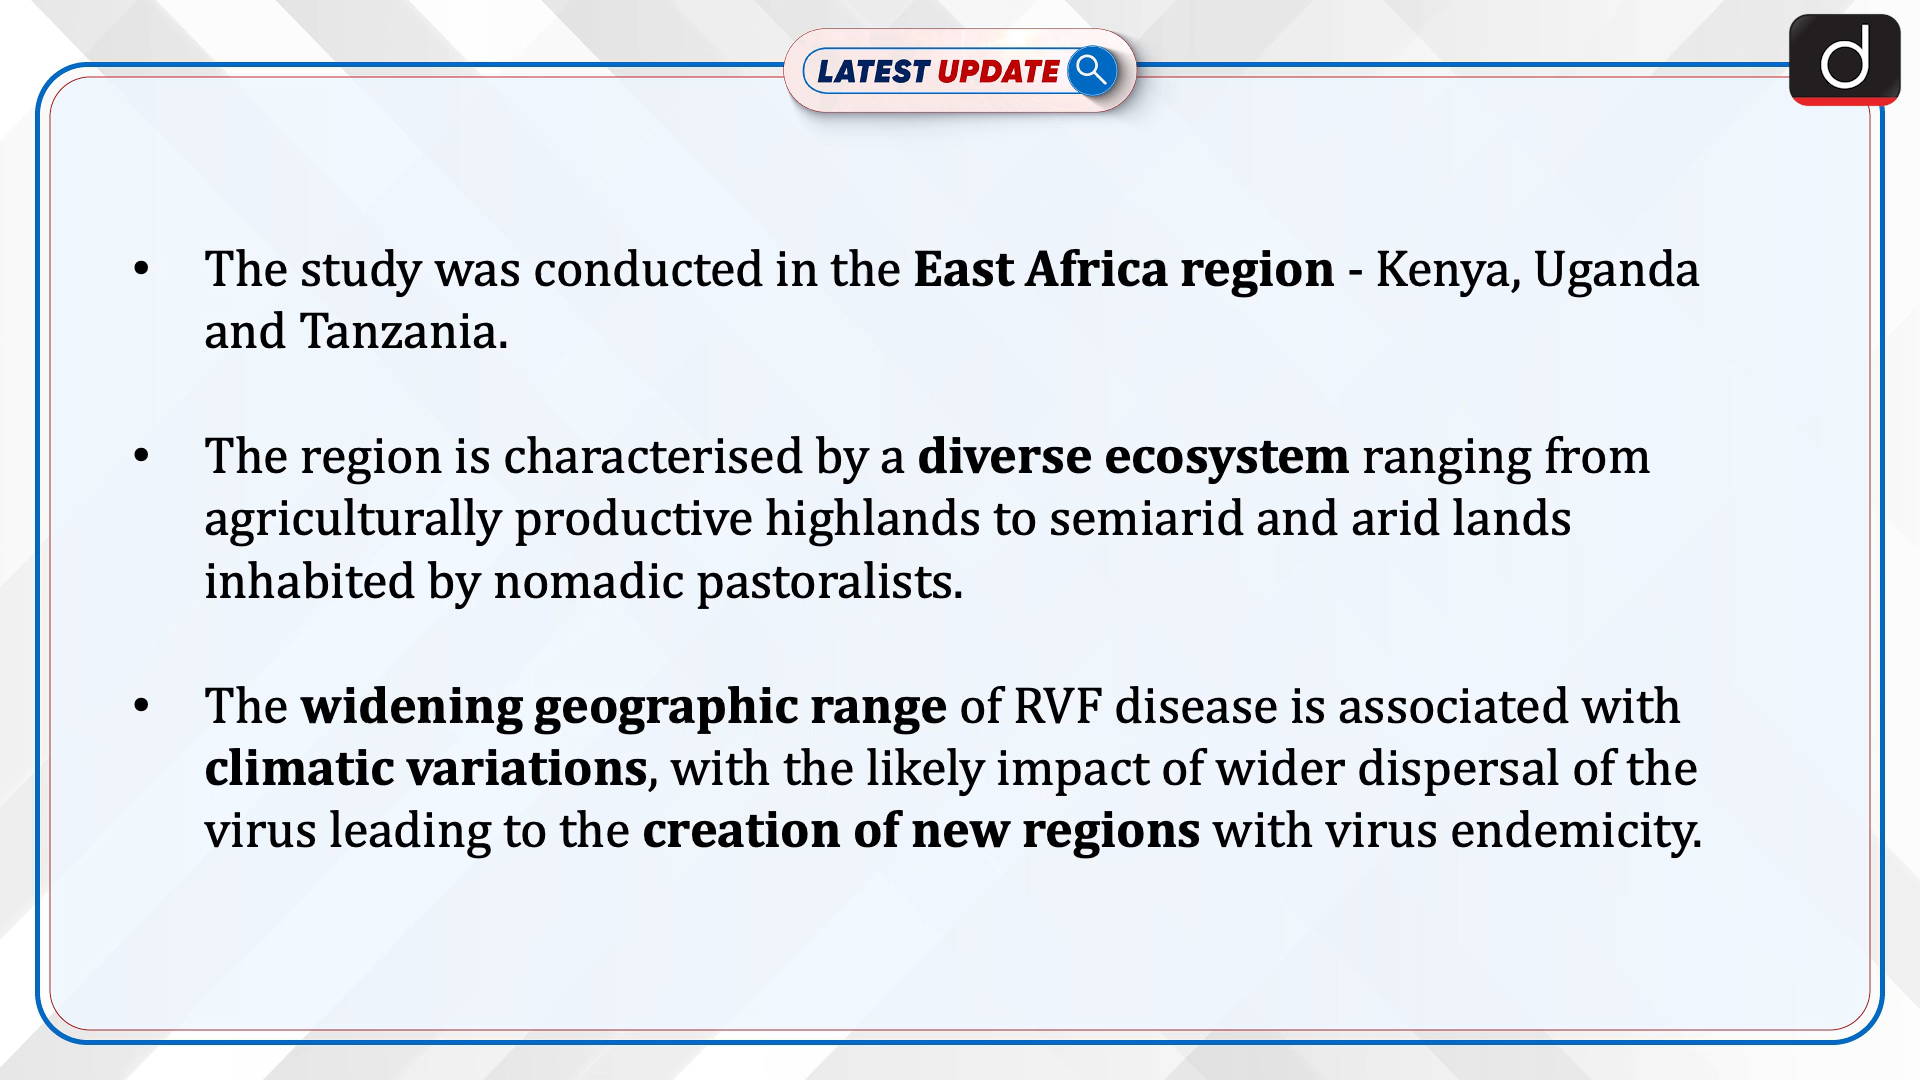 LATEST UPDATE
d
• The study was conducted in the East Africa region - Kenya, Uganda
and Tanzania.
• The region is characterised by a diverse ecosystem ranging from
agriculturally productive highlands to semiarid and arid lands
inhabited by nomadic pastoralists.
• The widening geographic range of RVF disease is associated with
climatic variations, with the likely impact of wider dispersal of the
virus leading to the creation of new regions with virus endemicity.